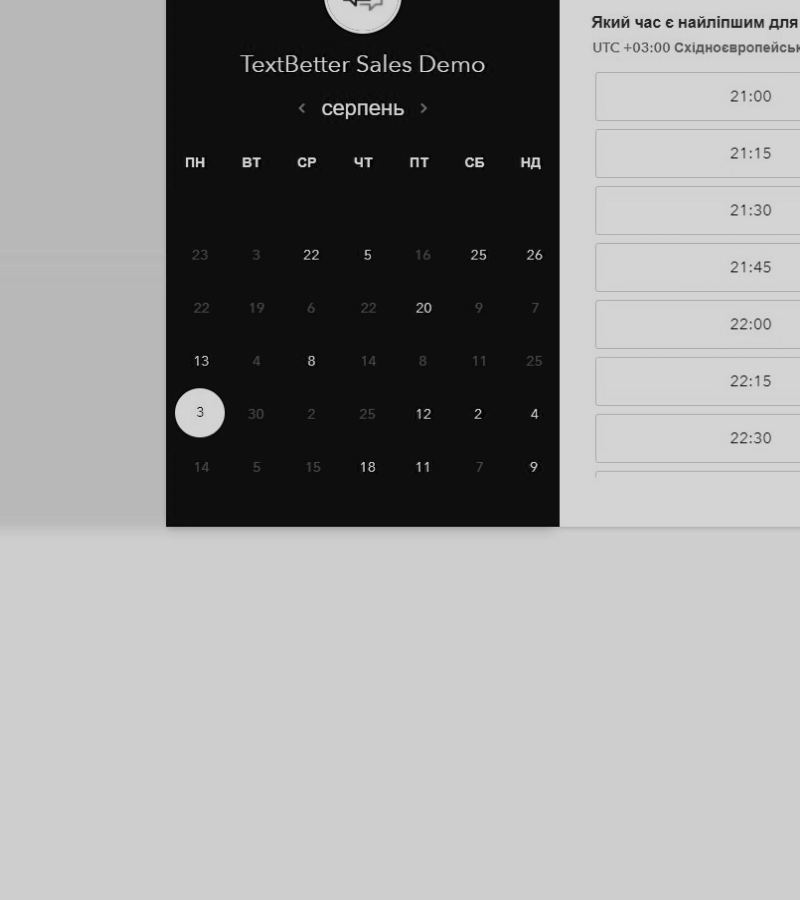 TextBetter Sales Demo
серпень
ПН ВТ СР ЧТ ПТ СБ НД
23 3 22 5 16 25 26
22 19 6 22 20 9 7
13 4 8 14 8 11 25
3 30 2 25 12 2 4
14 5 15 18 11 7 9
Який час є найліпшим для
UTC +03:00 Східноєвропейськ
21:00
21:15
21:30
21:45
22:00
22:15
22:30